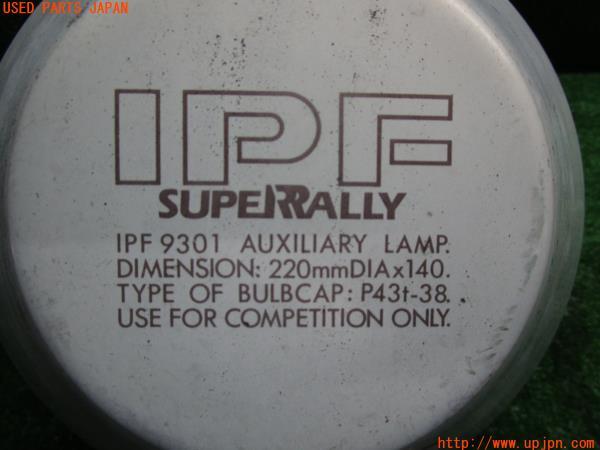 USED PARTS JAPAN
IPF
SUPERRALLY
IPF 9301 AUXILIARY LAMP.
DIMENSION: 220mmDIAx140.
TYPE OF BULBCAP: P43t-38.
USE FOR COMPETITION ONLY.
http://www.upjpn.com/